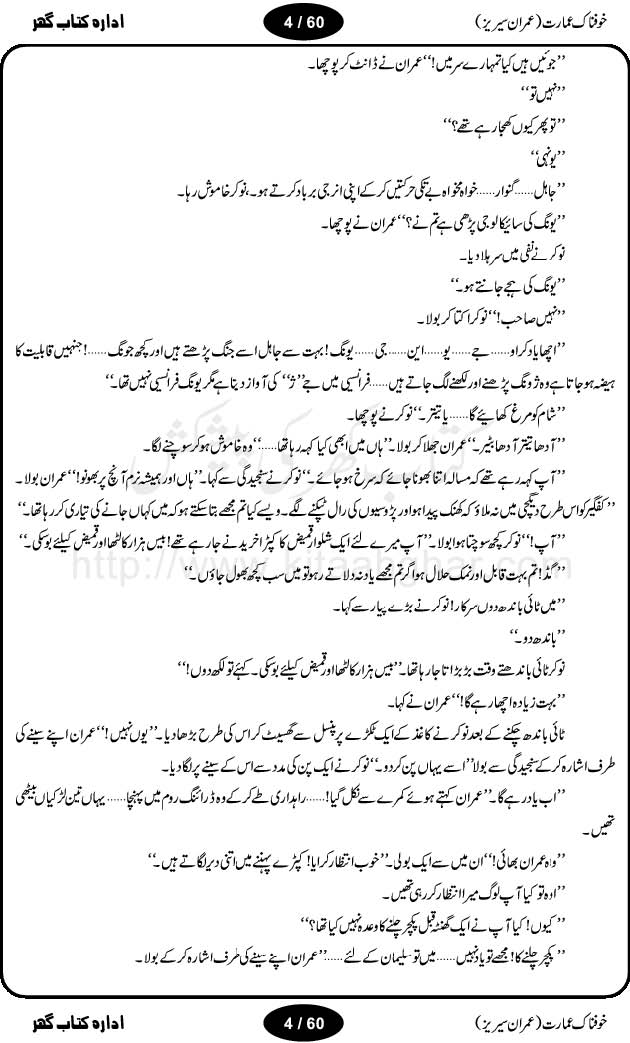 خوفناک عمارت (عمران سیریز)
4 / 60
ادارہ کتاب گھر
’’جوئیں ہیں کیا تمہارے سر میں!‘‘ عمران نے ڈانٹ کر پوچھا۔
’’نہیں تو‘‘
’’تو پھر کیوں کھجا رہے تھے؟‘‘
’’یونہی‘‘
’’جاہل......گنوار......خواہ مخواہ بے تکی حرکتیں کر کے اپنی انرجی برباد کرتے ہو۔،نوکر خاموش رہا۔
’’یونگ کی سائیکالوجی پڑھی ہے تم نے؟‘‘ عمران نے پوچھا۔
نوکر نے نفی میں سر ہلا دیا۔
’’یونگ کی ہجے جانتے ہو۔‘‘
’’نہیں صاحب!‘‘ نوکر اکتا کر بولا۔
’’اچھا یاد کر لو......جے......یو......این......جی......یونگ! بہت سے جاہل اسے جنگ پڑھتے ہیں اور کچھ جونگ......! جنہیں قابلیت کا
ہیضہ ہو جاتا ہے وہ ژونگ پڑھنے اور لکھنے لگ جاتے ہیں......فرانسیسی میں جے’’ژ‘‘ کی آواز دیتا ہے مگر یونگ فرانسیسی نہیں تھا۔‘‘
’’شام کو مرغ کھائیے گا......یا تیتر۔‘‘ نوکر نے پوچھا۔
’’آدھا تیتر آدھا بٹیر۔‘‘ عمران جھلا کر بولا۔ ’’ہاں میں ابھی کیا کہہ رہا تھا......‘‘ وہ خاموش ہو کر سوچنے لگا۔
’’آپ کہہ رہے تھے کہ مسالہ اتنا بھونا جائے کہ سرخ ہو جائے۔‘‘ نوکر نے سنجیدگی سے کہا۔ ’’ہاں اور ہمیشہ نرم آنچ پر بھونو!‘‘ عمران بولا۔
’’کفگیر کو اس طرح دیگچی میں نہ ہلاؤ کہ کھنک پیدا ہو اور پڑوسیوں کی رال ٹپکنے لگے۔ ویسے کیا تم مجھے بتا سکتے ہو کہ میں کہاں جانے کی تیاری کر رہا تھا۔‘‘
’’آپ!‘‘ نوکر کچھ سوچتا ہوا بولا۔ ’’آپ میرے لئے ایک شلوار قمیض کا کپڑا خریدنے جا رہے تھے! بیس ہزار کا لٹھا اور قمیض کیلئے بوسکی۔‘‘
’’گڈ! تم بہت قابل اور نمک حلال ہو اگر تم مجھے یاد نہ دلاتے رہو تو میں سب کچھ بھول جاؤں۔‘‘
’’میں ٹائی باندھ دوں سرکار! نوکر نے بڑے پیار سے کہا۔
’’باندھ دو۔‘‘
نوکر ٹائی باندھتے وقت بڑبڑاتا جا رہا تھا۔ ’’بیس ہزار کا لٹھا اور قمیض کیلئے بوسکی۔ کہئے تو لکھ دوں!‘‘
’’بہت زیادہ اچھا رہے گا!‘‘ عمران نے کہا۔
ٹائی باندھ چکنے کے بعد نوکر نے کاغذ کے ایک ٹکڑے پر پنسل سے گھسیٹ کر اس کی طرح بڑھا دیا۔ ’’یوں نہیں!‘‘ عمران اپنے سینے کی
طرف اشارہ کر کے سنجیدگی سے بولا’’ اسے یہاں پن کر دو۔‘‘ نوکر نے ایک پن کی مدد سے اس کے سینے پر لگا دیا۔
’’اب یاد رہے گا۔‘‘ عمران کہتے ہوئے کمرے سے نکل گیا!......راہداری طے کر کے وہ ڈرائنگ روم میں پہنچا......یہاں تین لڑکیاں بیٹھی
تھیں۔
’’واہ عمران بھائی!‘‘ ان میں سے ایک بولی۔ ’’خوب انتظار کرایا! کپڑے پہننے میں اتنی دیر لگاتے ہیں۔‘‘
’’ادہ تو کیا آپ لوگ میرا انتظار کر رہی تھیں۔
’’کیوں! کیا آپ نے ایک گھنٹہ قبل پکچر چلنے کا وعدہ نہیں کیا تھا؟‘‘
’’پکچر چلنے کا! مجھے تو یاد نہیں......میں تو سلیمان کے لئے......‘‘ عمران اپنے سینے کی طرف اشارہ کر کے بولا۔
کتاب گھر کی پیشکش
http://www.kitaabghar.com
خوفناک عمارت (عمران سیریز)
4 / 60
ادارہ کتاب گھر